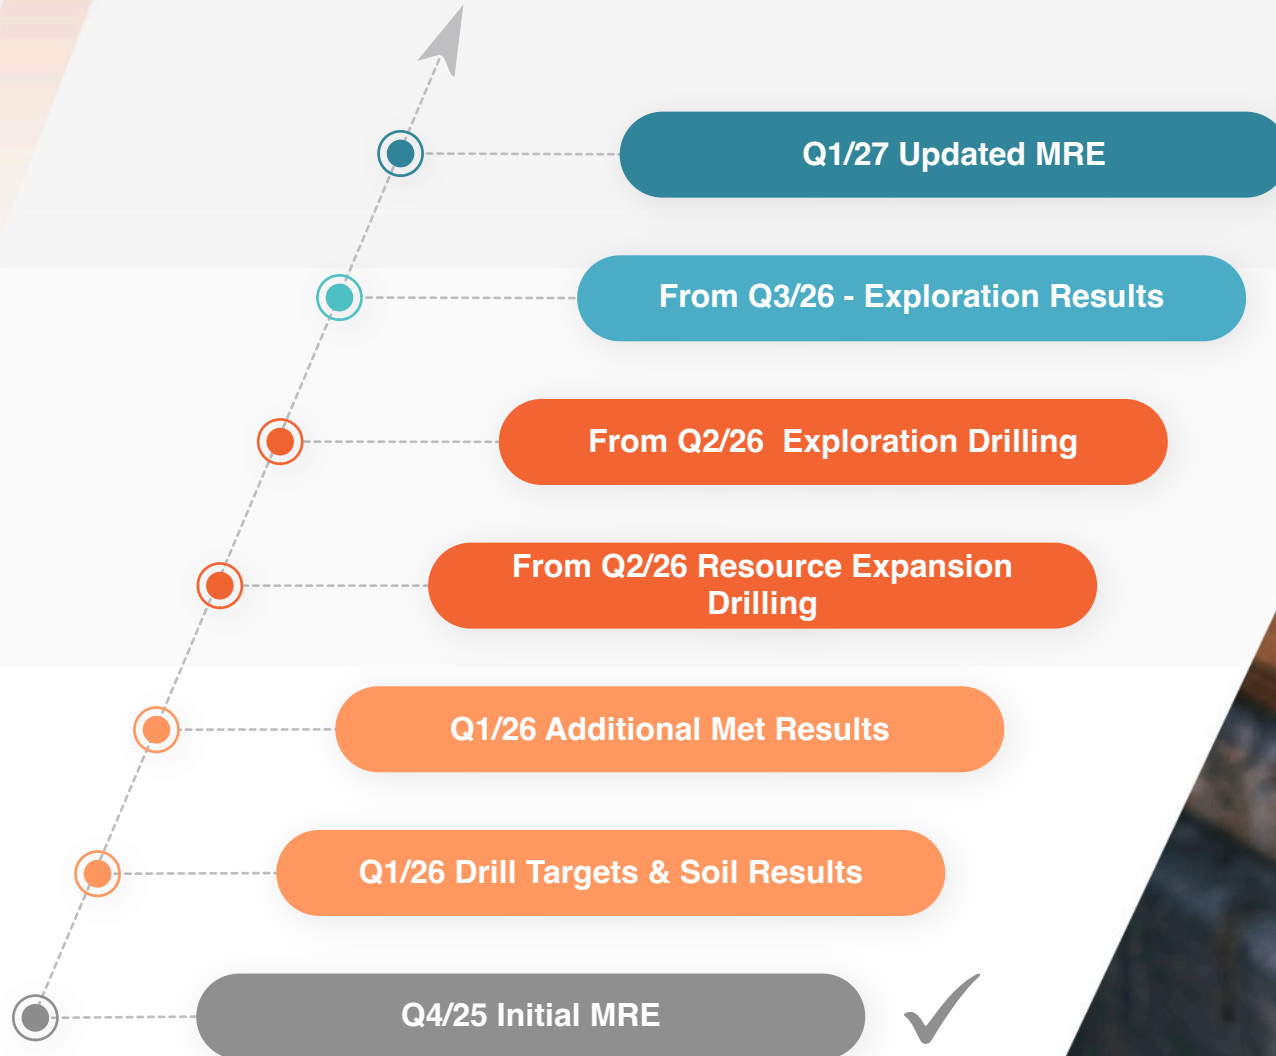 Q1/27 Updated MRE
From Q3/26 - Exploration Results
From Q2/26  Exploration Drilling
From Q2/26 Resource Expansion
Drilling
Q1/26 Additional Met Results
Q1/26 Drill Targets & Soil Results
Q4/25 Initial MRE